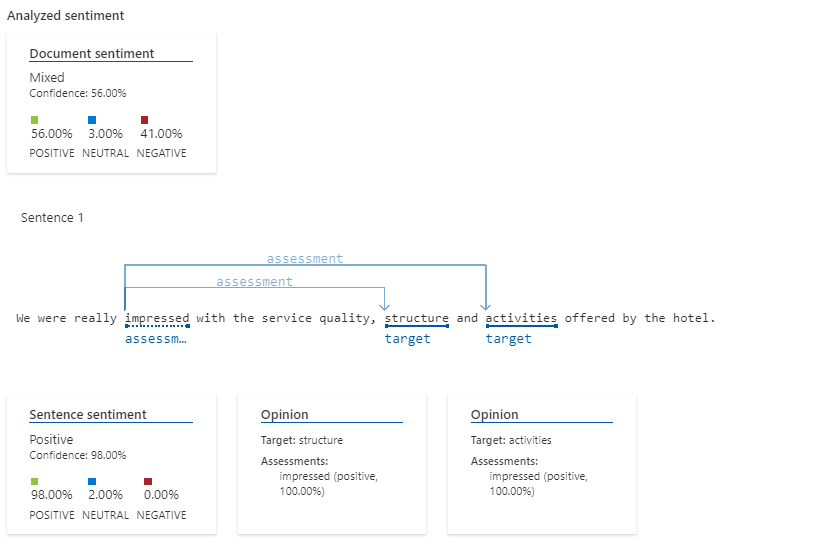 Analyzed sentiment
Document sentiment
Mixed
Confidence: 56.00%
56.00% 3.00% 41.00%
POSITIVE NEUTRAL NEGATIVE
Sentence 1
assessment
assessment
We were really impressed with the service quality, structure and activities offered by the hotel.
assessm… target target
Sentence sentiment
Positive
Confidence: 98.00%
98.00% 2.00% 0.00%
POSITIVE NEUTRAL NEGATIVE
Opinion
Target: structure
Assessments:
impressed (positive,
100.00%)
Opinion
Target: activities
Assessments:
impressed (positive,
100.00%)